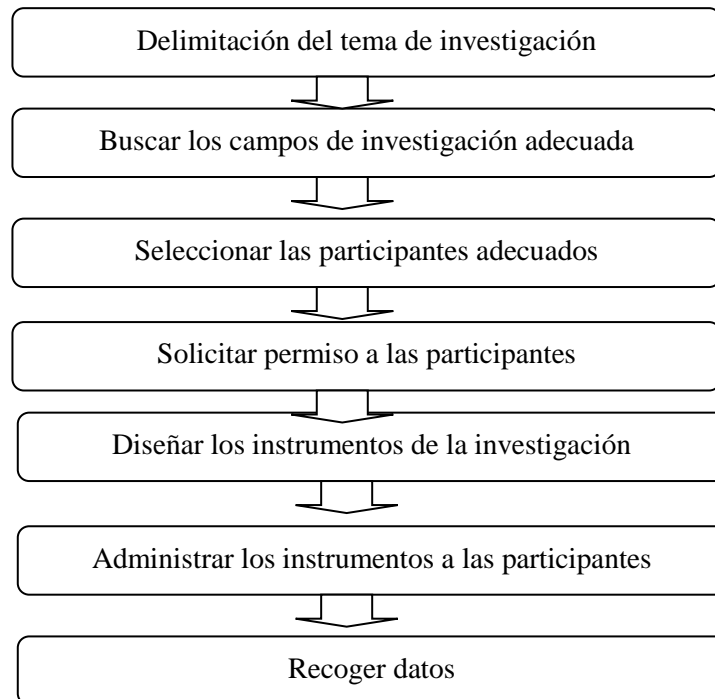 Delimitación del tema de investigación
Buscar los campos de investigación adecuada
Seleccionar las participantes adecuados
Solicitar permiso a las participantes
Diseñar los instrumentos de la investigación
Administrar los instrumentos a las participantes
Recoger datos